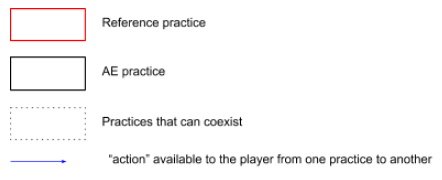 Reference practice
AE practice
Practices that can coexist
“action” available to the player from one practice to another